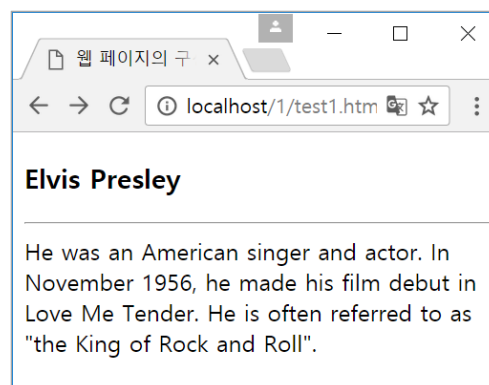 웹 페이지의 구
localhost/1/test1.htm
Elvis Presley
He was an American singer and actor. In
November 1956, he made his film debut in
Love Me Tender. He is often referred to as
"the King of Rock and Roll".